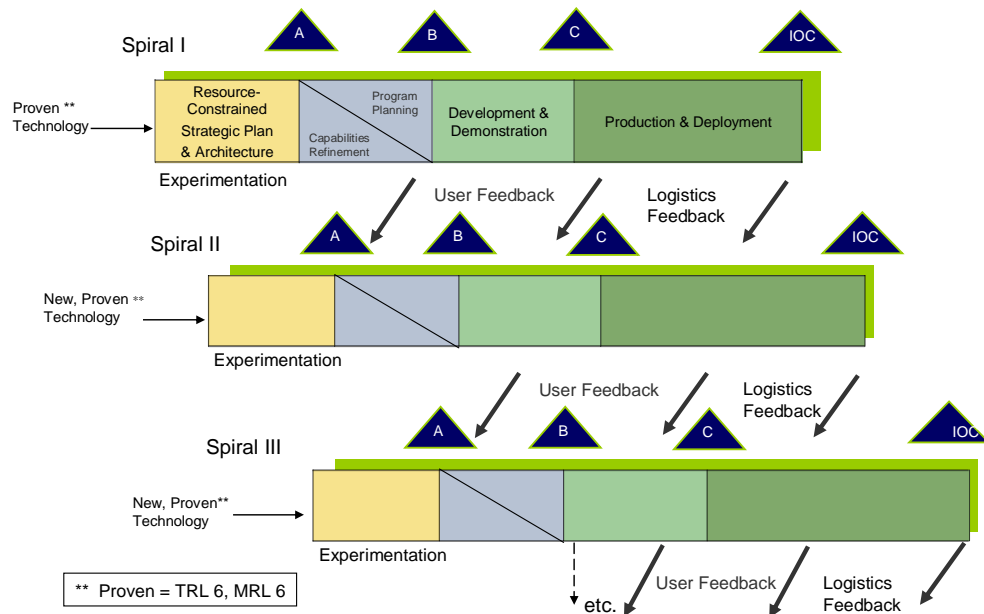 A
B
C
IOC
Spiral I
Proven **
Technology
Resource-
Constrained
Strategic Plan
& Architecture
Program
Planning
Capabilities
Refinement
Development &
Demonstration
Production & Deployment
Experimentation
User Feedback
Logistics
Feedback
A
B
C
IOC
Spiral II
New, Proven **
Technology
Experimentation
User Feedback
Logistics
Feedback
A
B
C
IOC
Spiral III
New, Proven**
Technology
Experimentation
** Proven = TRL 6, MRL 6
etc.
User Feedback
Logistics
Feedback